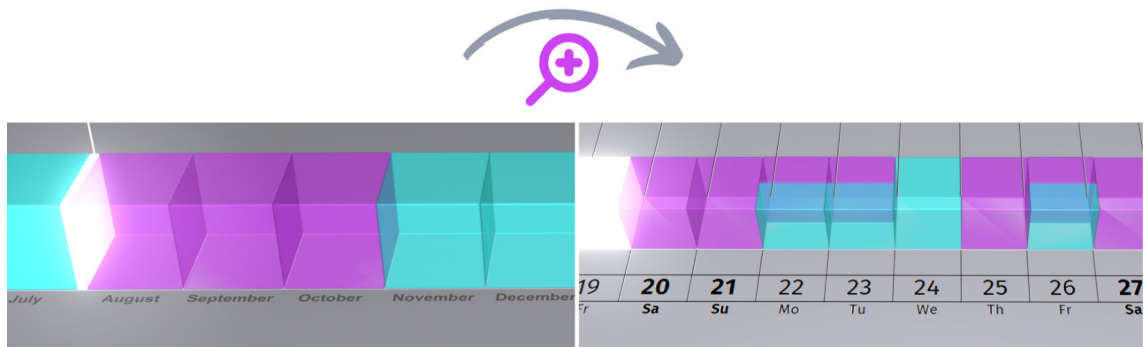 July August September October November December
19 20 21 22 23 24 25 26 27
Fr Sa Su Mo Tu We Th Fr Sa